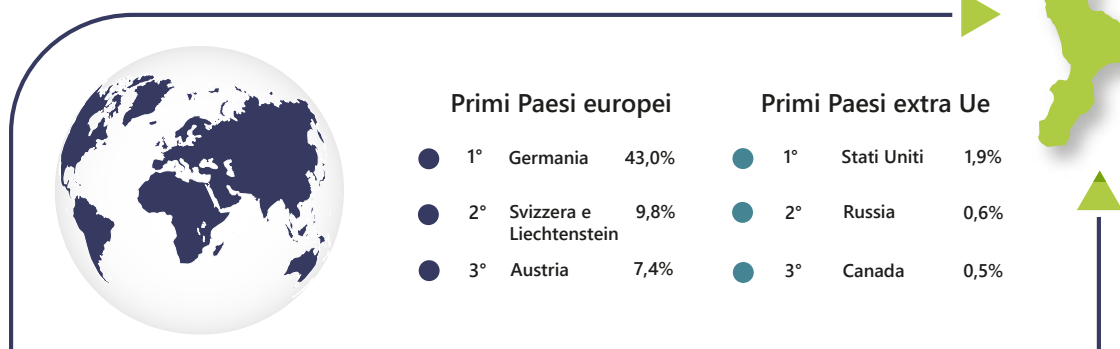 Primi Paesi europei
1° Germania 43,0%
2° Svizzera e 9,8%
Liechtenstein
3° Austria 7,4%
Primi Paesi extra Ue
1° Stati Uniti 1,9%
2° Russia 0,6%
3° Canada 0,5%